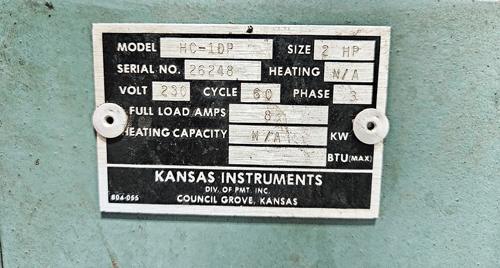 MODEL HC-10P SIZE 2 HP
SERIAL NO. 26248 HEATING N/A
VOLT 230 CYCLE 60 PHASE 3
FULL LOAD AMPS 8
HEATING CAPACITY N/A KW
BTU(MAX)
KANSAS INSTRUMENTS
DIV. OF PMT. INC.
804-055 COUNCIL GROVE, KANSAS